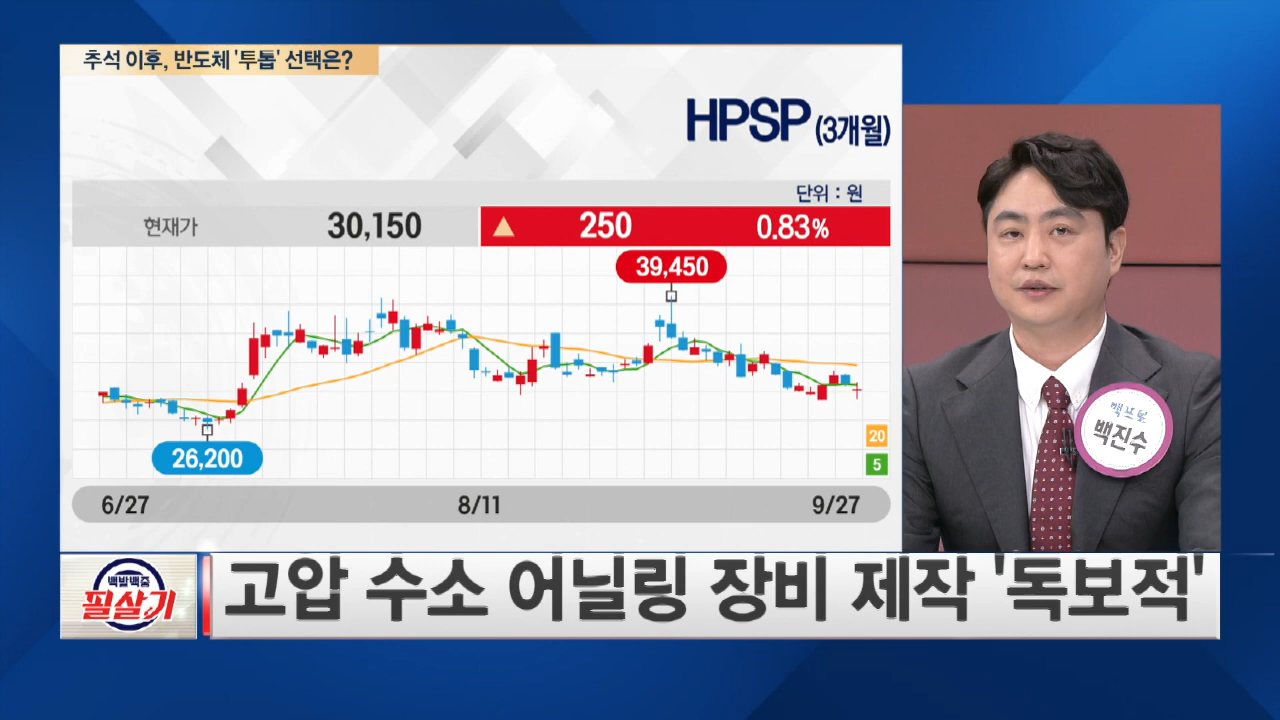 추석 이후, 반도체 '투톱' 선택은?
HPSP (3개월)
단위 : 원
현재가 30,150 250 0.83%
39,450
26,200
20
5
6/27 8/11 9/27
백프로
백진수
백발백중
필살기
고압 수소 어닐링 장비 제작 '독보적'